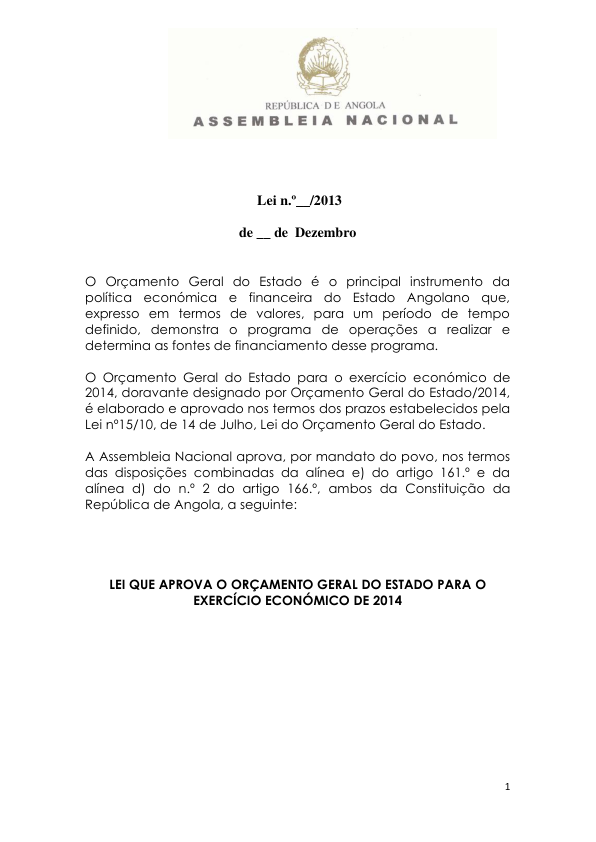 REPÚBLICA DE ANGOLA
ASSEMBLEIA NACIONAL
Lei n.º__/2013
de __ de Dezembro
O Orçamento Geral do Estado é o principal instrumento da
política económica e financeira do Estado Angolano que,
expresso em termos de valores, para um período de tempo
definido, demonstra o programa de operações a realizar e
determina as fontes de financiamento desse programa.
O Orçamento Geral do Estado para o exercício económico de
2014, doravante designado por Orçamento Geral do Estado/2014,
é elaborado e aprovado nos termos dos prazos estabelecidos pela
Lei nº15/10, de 14 de Julho, Lei do Orçamento Geral do Estado.
A Assembleia Nacional aprova, por mandato do povo, nos termos
das disposições combinadas da alínea e) do artigo 161.º e da
alínea d) do n.º 2 do artigo 166.º, ambos da Constituição da
República de Angola, a seguinte:
LEI QUE APROVA O ORÇAMENTO GERAL DO ESTADO PARA O
EXERCÍCIO ECONÓMICO DE 2014
1